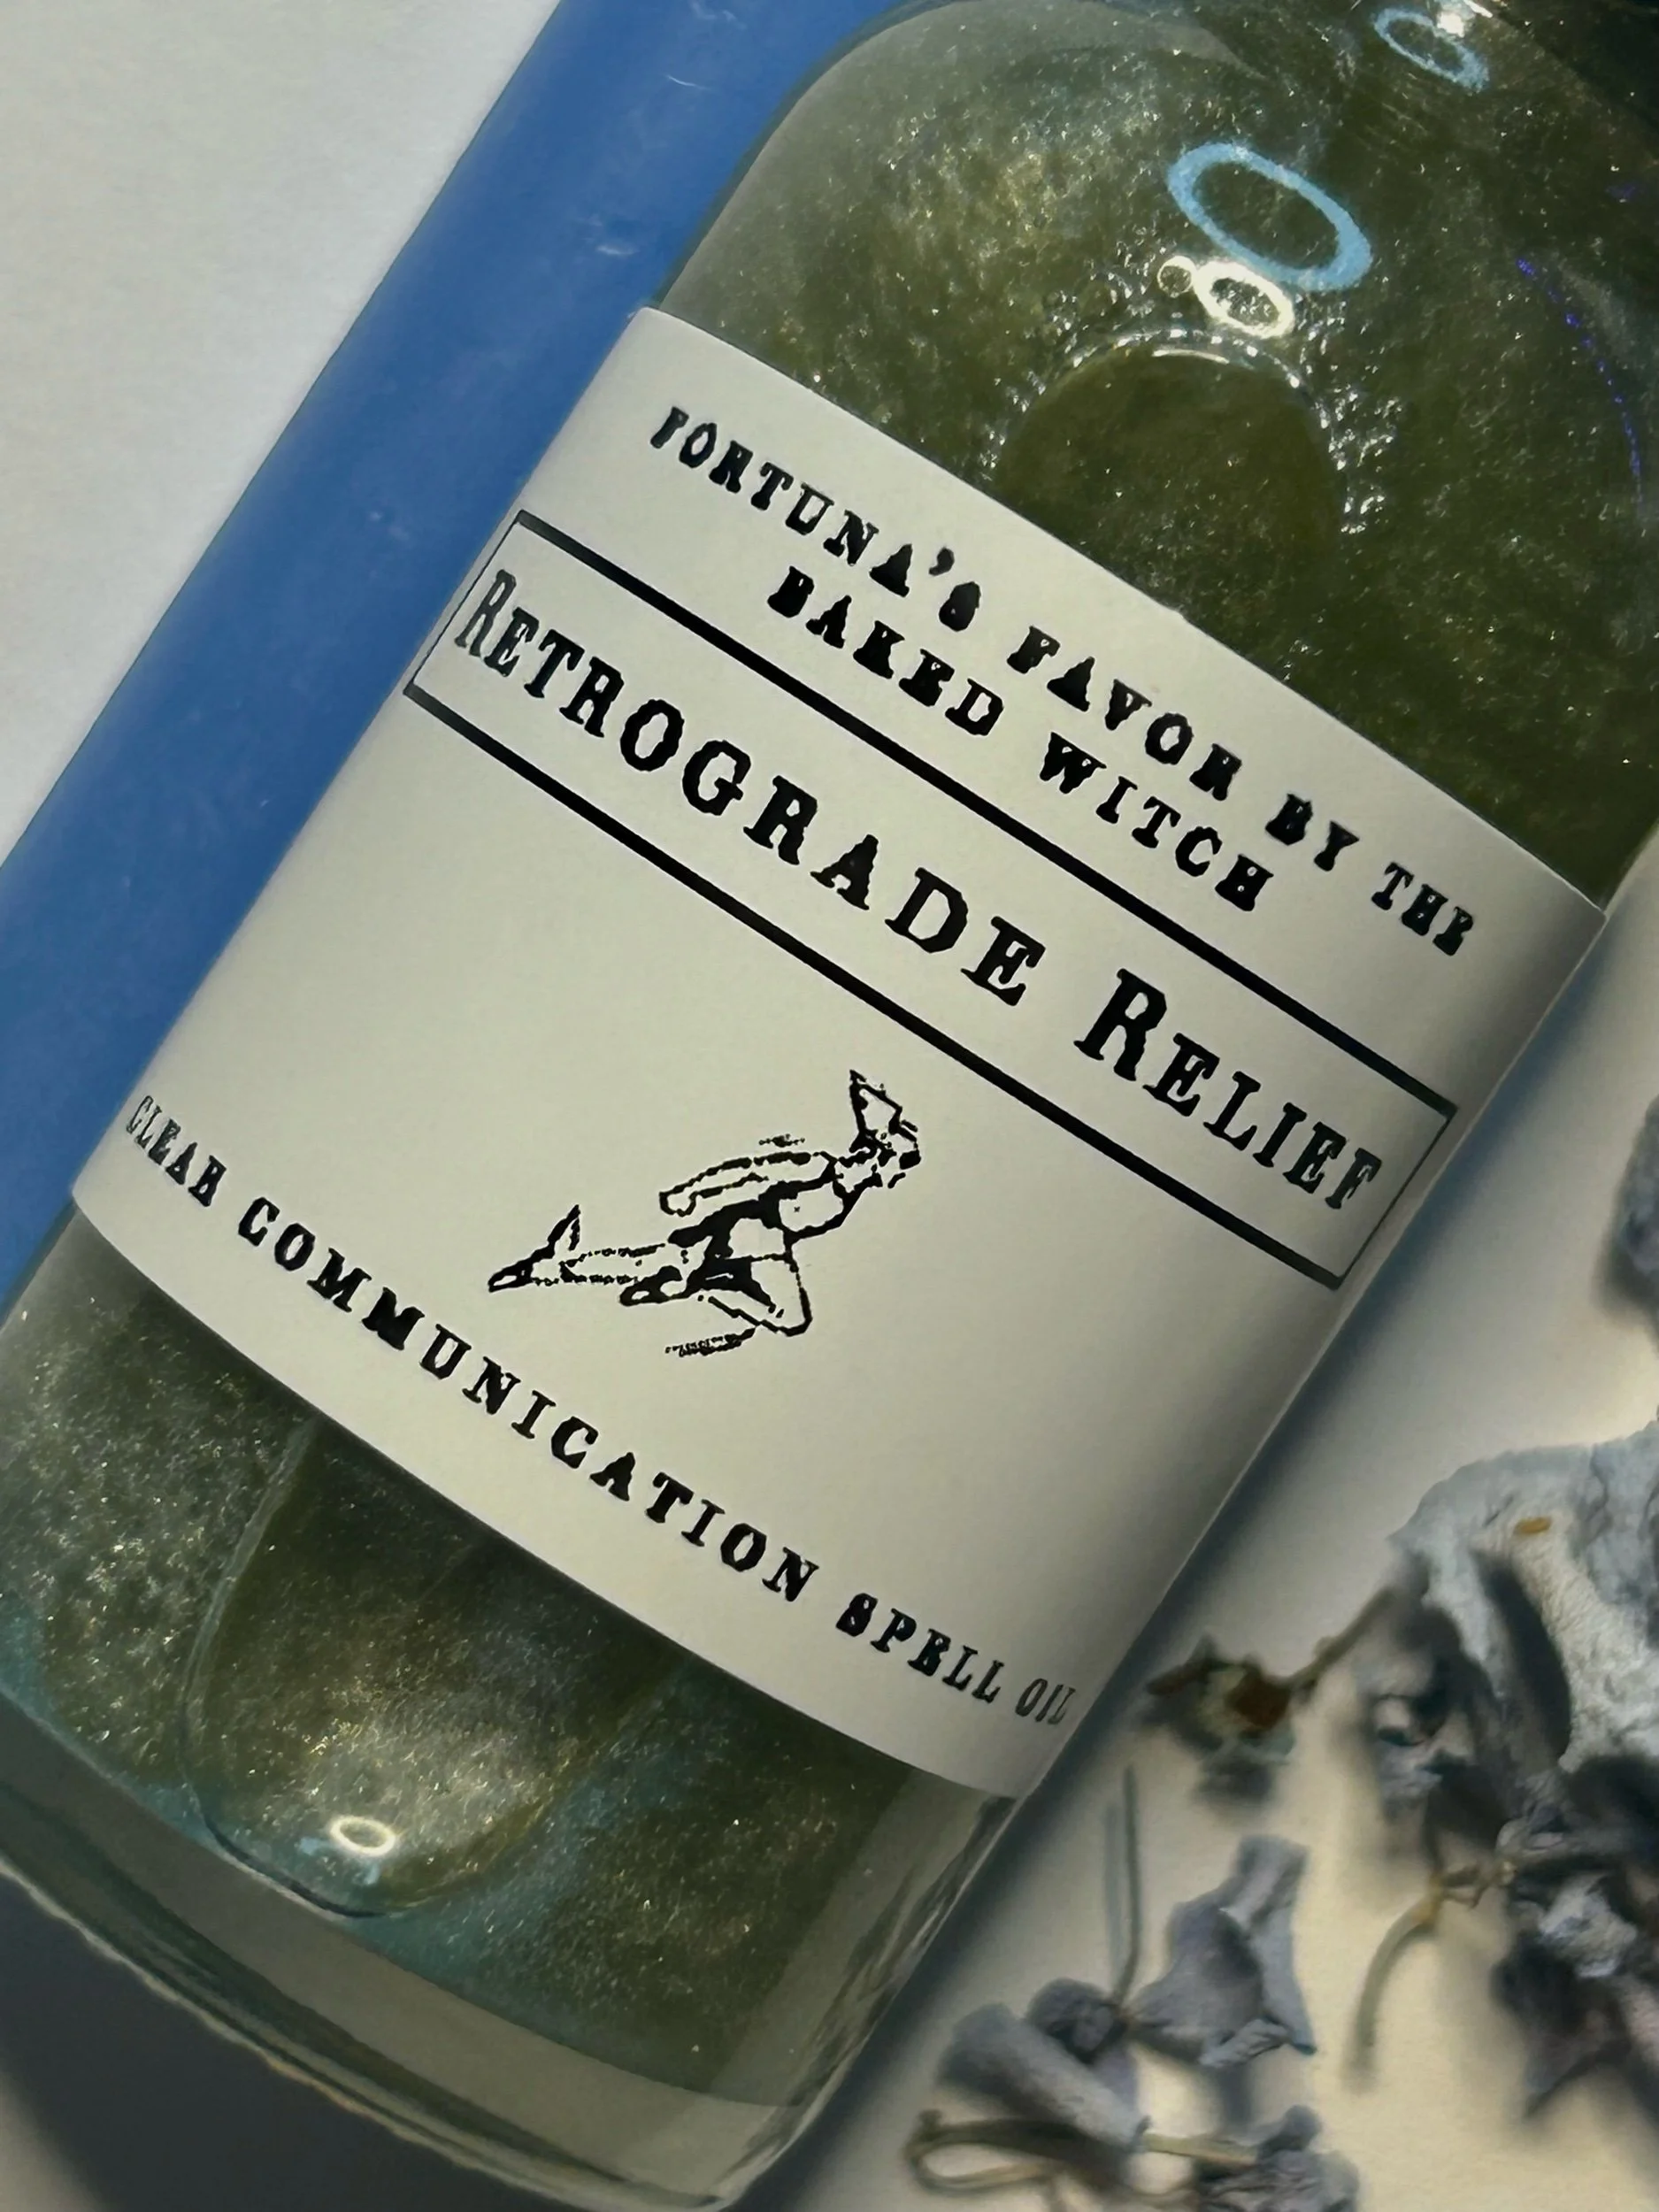 FORTUNA'S FAVOR BY THE
BAKED WITCH
RETROGRADE RELIEF
CLEAR COMMUNICATION SPELL OIL